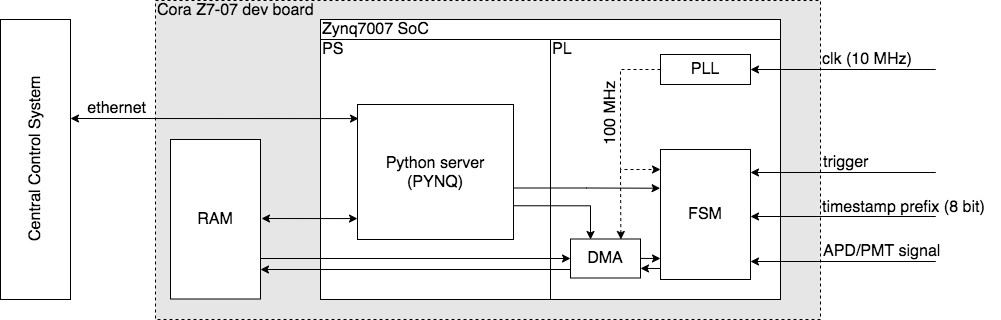 Cora Z7-07 dev board
Zynq7007 SoC
PS
PL
PLL
clk (10 MHz)
Central Control System
ethernet
100 MHz
Python server
(PYNQ)
RAM
trigger
FSM
timestamp prefix (8 bit)
APD/PMT signal
DMA